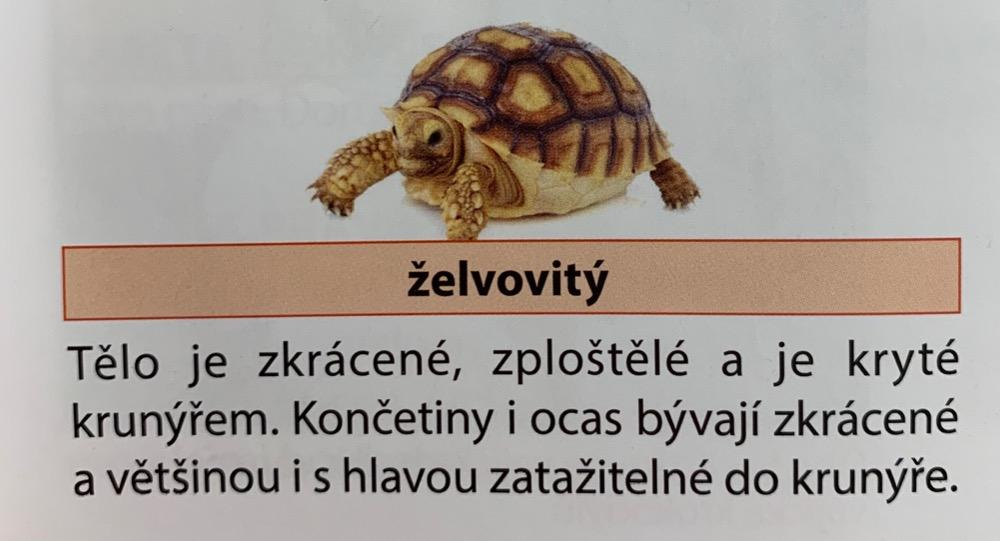 želvovitý
Tělo je zkrácené, zploštělé a je kryté
krunýřem. Končetiny i ocas bývají zkrácené
a většinou i s hlavou zatažitelné do krunýře.